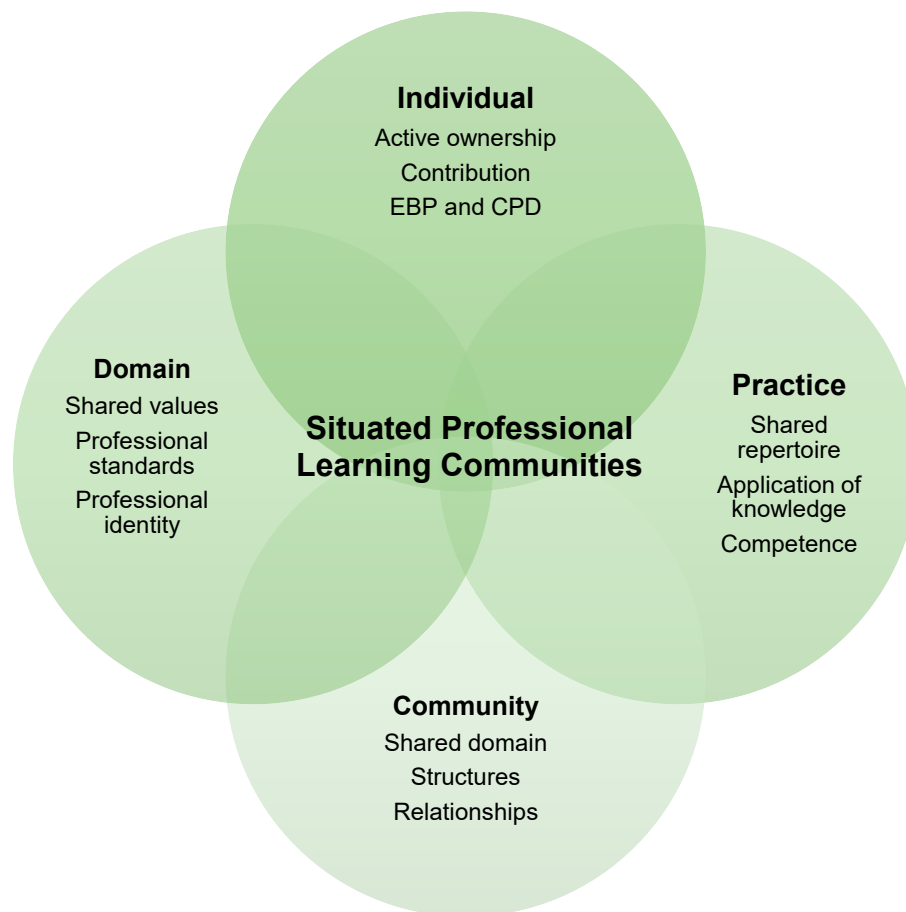 Individual
Active ownership
Contribution
EBP and CPD
Domain
Shared values
Professional
standards
Professional
identity
Situated Professional
Learning Communities
Practice
Shared
repertoire
Application of
knowledge
Competence
Community
Shared domain
Structures
Relationships